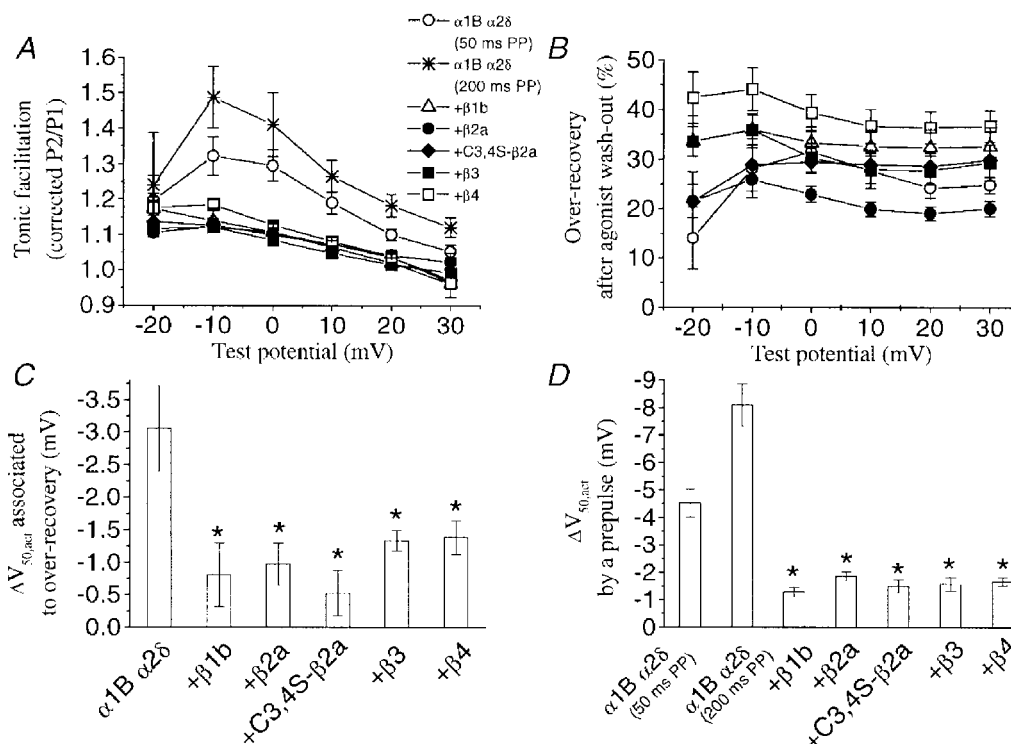 A
Tonic facilitation
(corrected P2/P1)
1.6
1.5
1.4
1.3
1.2
1.1
1.0
0.9
-20 -10 0 10 20 30
Test potential (mV)
α1B α2δ
(50 ms PP)
α1B α2δ
(200 ms PP)
+β1b
+β2a
+C3,4S-β2a
+β3
+β4
B
Over-recovery
after agonist wash-out (%)
50
40
30
20
10
0
-20 -10 0 10 20 30
Test potential (mV)
C
ΔV50,act associated
to over-recovery (mV)
-3.5
-3.0
-2.5
-2.0
-1.5
-1.0
-0.5
0.0
* * * * *
α1B α2δ
+β1b
+β2a
+C3,4S-β2a
+β3
+β4
D
ΔV50,act
by a prepulse (mV)
-9
-8
-7
-6
-5
-4
-3
-2
-1
0
* * * * *
α1B α2δ
(50 ms PP)
α1B α2δ
(200 ms PP)
+β1b
+β2a
+C3,4S-β2a
+β3
+β4